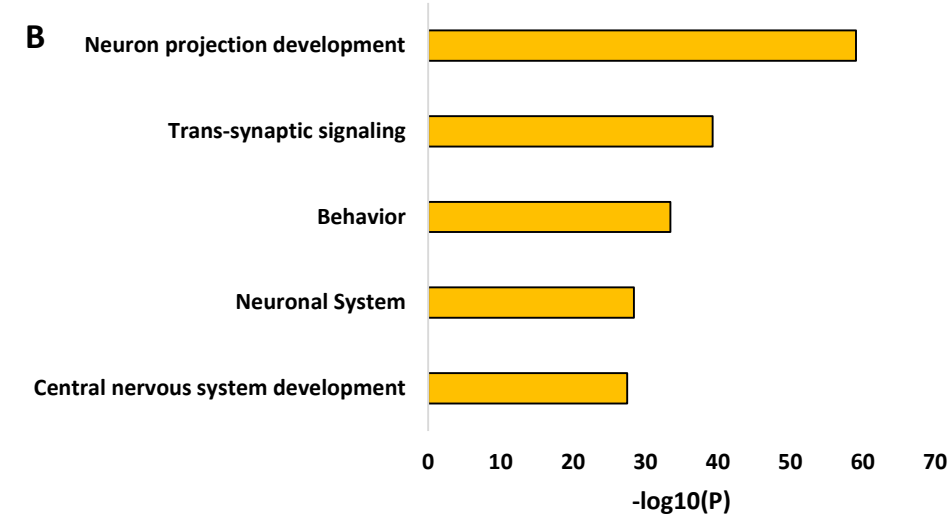 B
Neuron projection development
Trans-synaptic signaling
Behavior
Neuronal System
Central nervous system development
0 10 20 30 40 50 60 70
-log10(P)